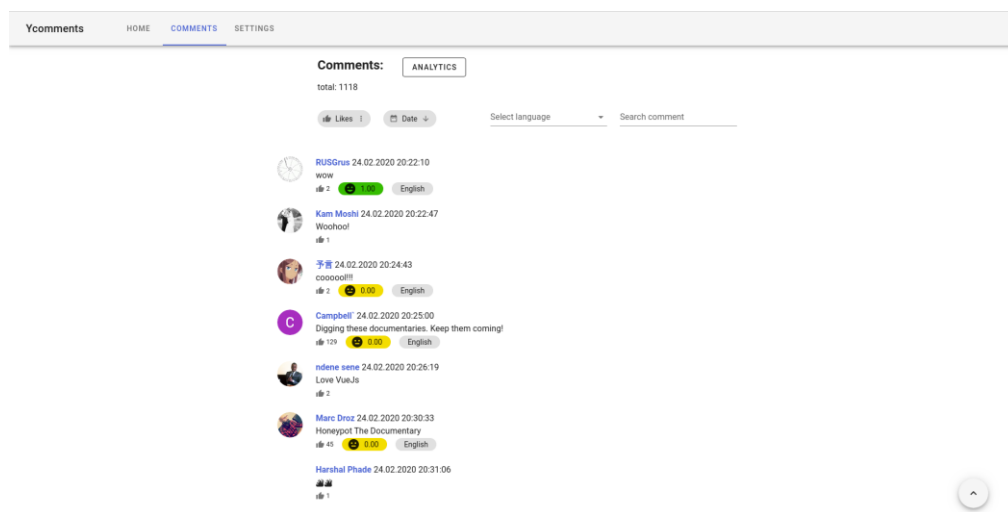 Ycomments HOME COMMENTS SETTINGS
Comments: ANALYTICS
total: 1118
Likes Date Select language Search comment
RUSGrus 24.02.2020 20:22:10
wow
2 1.00 English
Kam Moshi 24.02.2020 20:22:47
Woohoo!
1
予言 24.02.2020 20:24:43
coooool!!!
2 0.00 English
C
Campbell` 24.02.2020 20:25:00
Digging these documentaries. Keep them coming!
129 0.00 English
ndene sene 24.02.2020 20:26:19
Love VueJs
2
Marc Droz 24.02.2020 20:30:33
Honeypot The Documentary
45 0.00 English
Harshal Phade 24.02.2020 20:31:06
1